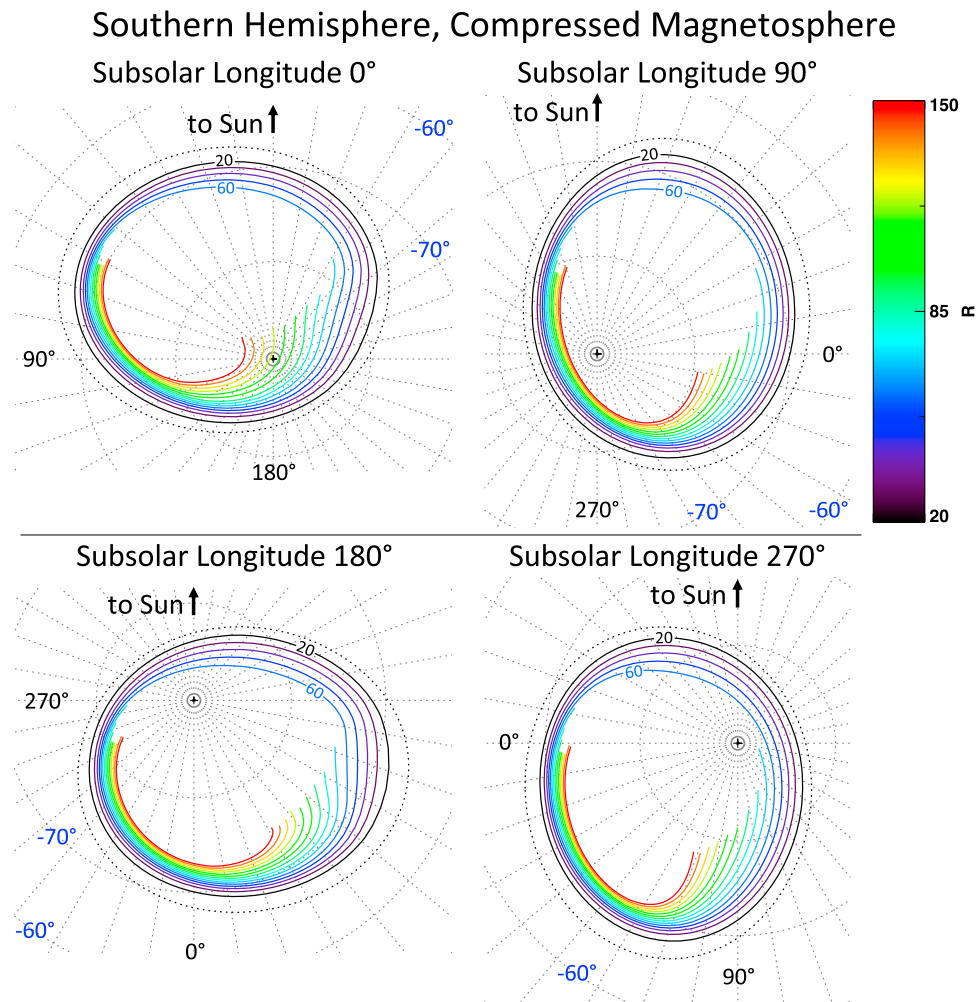 Southern Hemisphere, Compressed Magnetosphere
Subsolar Longitude 0°
to Sun
-60°
-70°
20
60
90°
180°
Subsolar Longitude 90°
to Sun
20
60
0°
270°
-70°
-60°
150
85
R
20
Subsolar Longitude 180°
to Sun
20
60
270°
-70°
-60°
0°
Subsolar Longitude 270°
to Sun
20
60
0°
-60°
90°